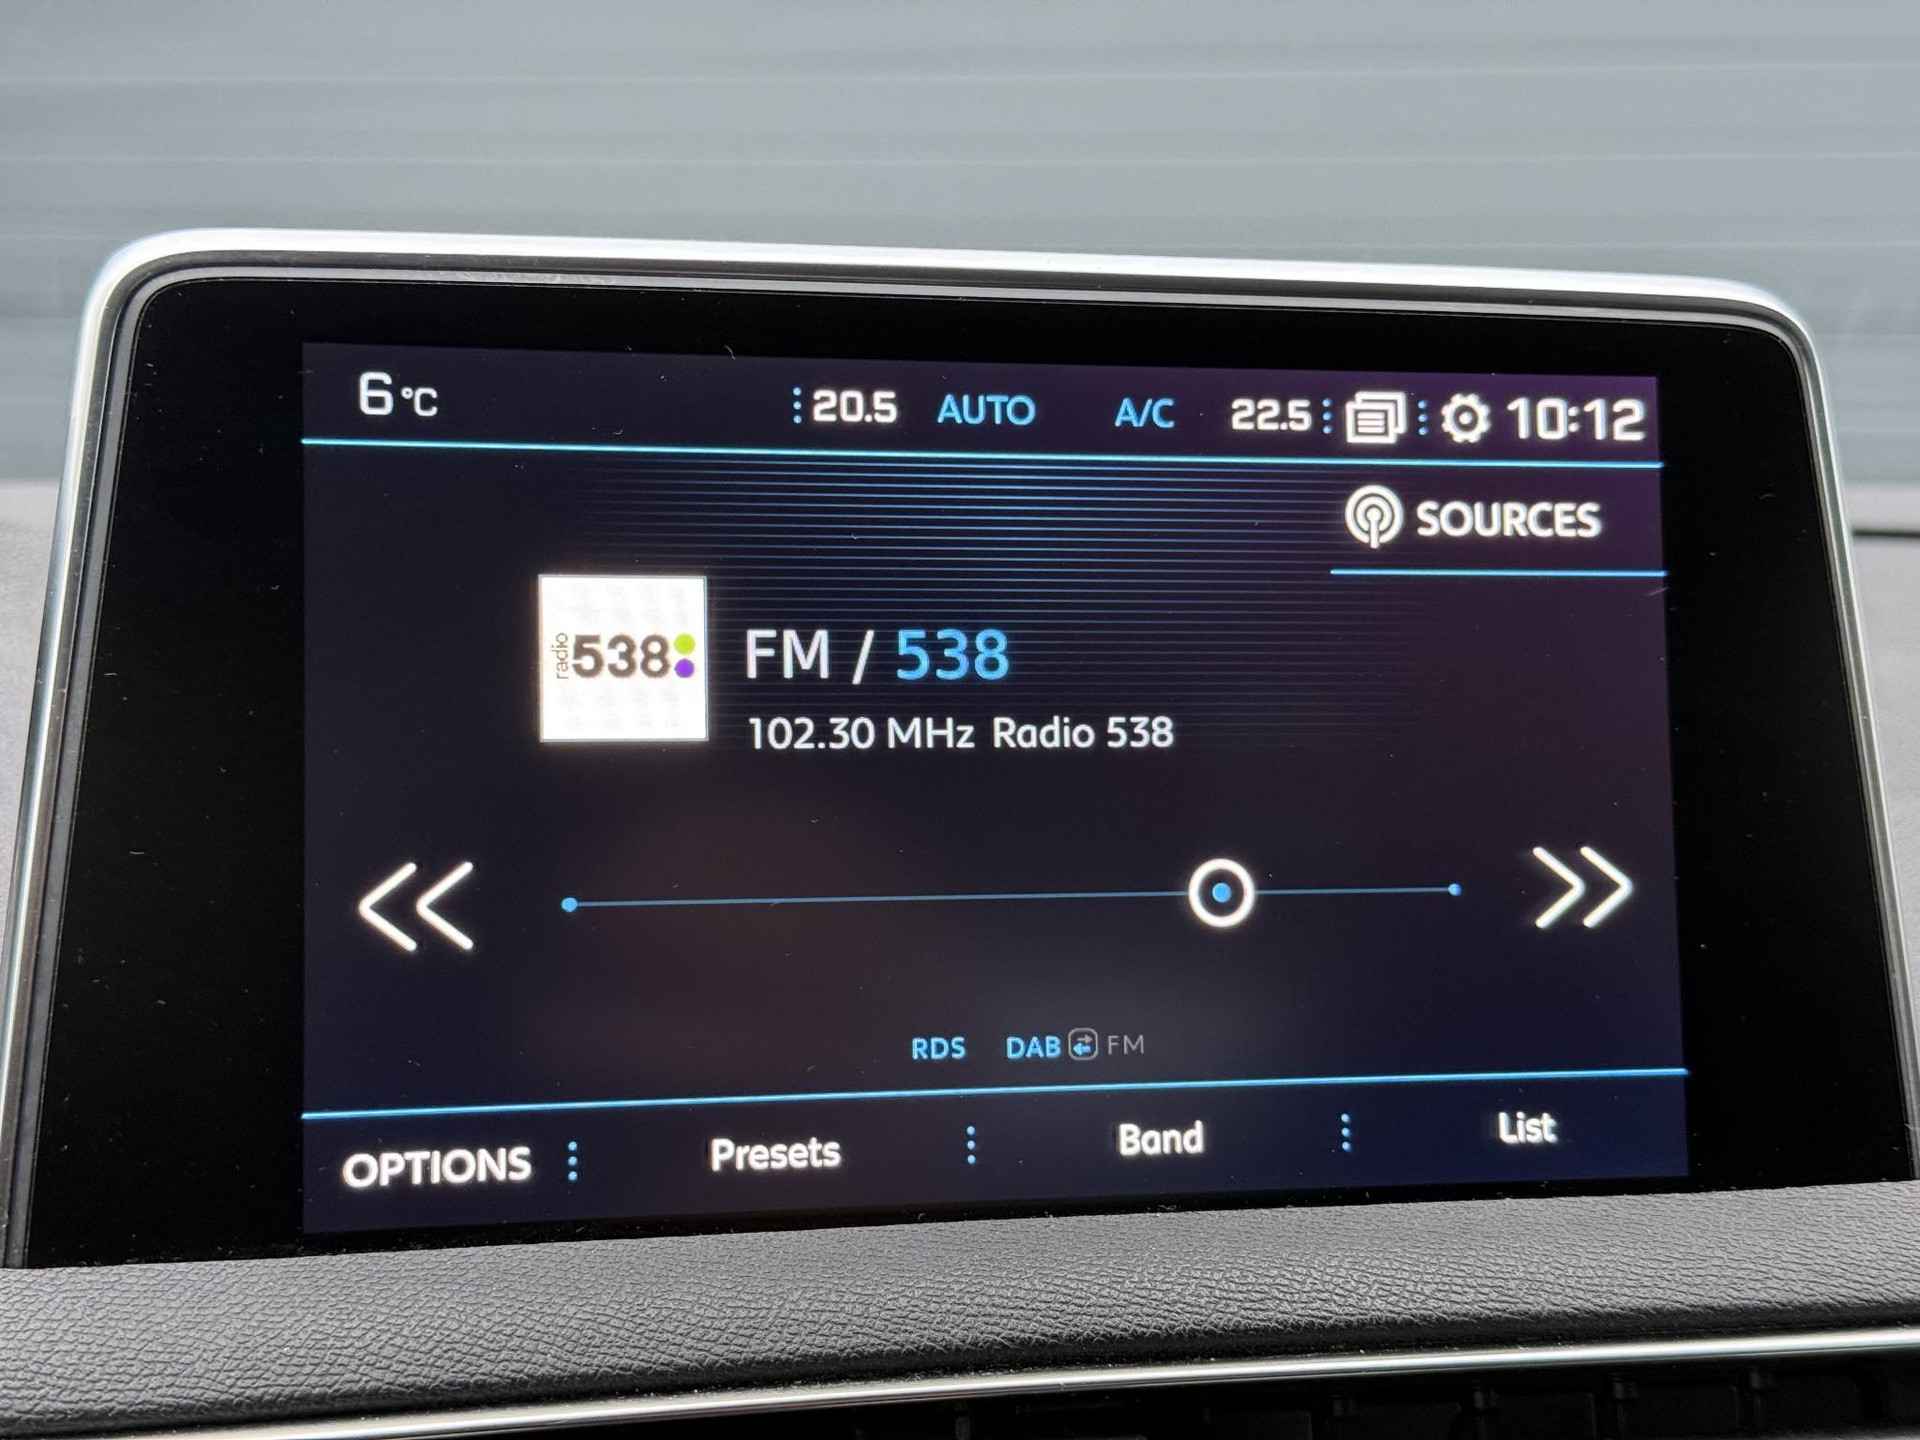 6 °C 20.5 AUTO A/C 22.5 10:12
SOURCES
radio 538
FM / 538
102.30 MHz Radio 538
RDS DAB FM
OPTIONS Presets Band List